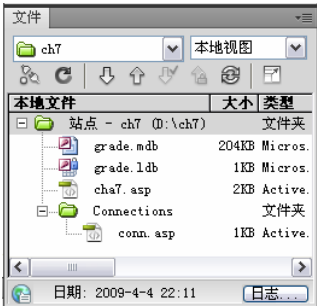 文件
ch7 本地视图
本地文件 大小 类型
站点 - ch7 (D:\ch7) 文件夹
grade.mdb 204KB Micros.
grade.ldb 1KB Micros.
cha7.asp 2KB Active.
Connections 文件夹
conn.asp 1KB Active.
日期: 2009-4-4 22:11 日志...